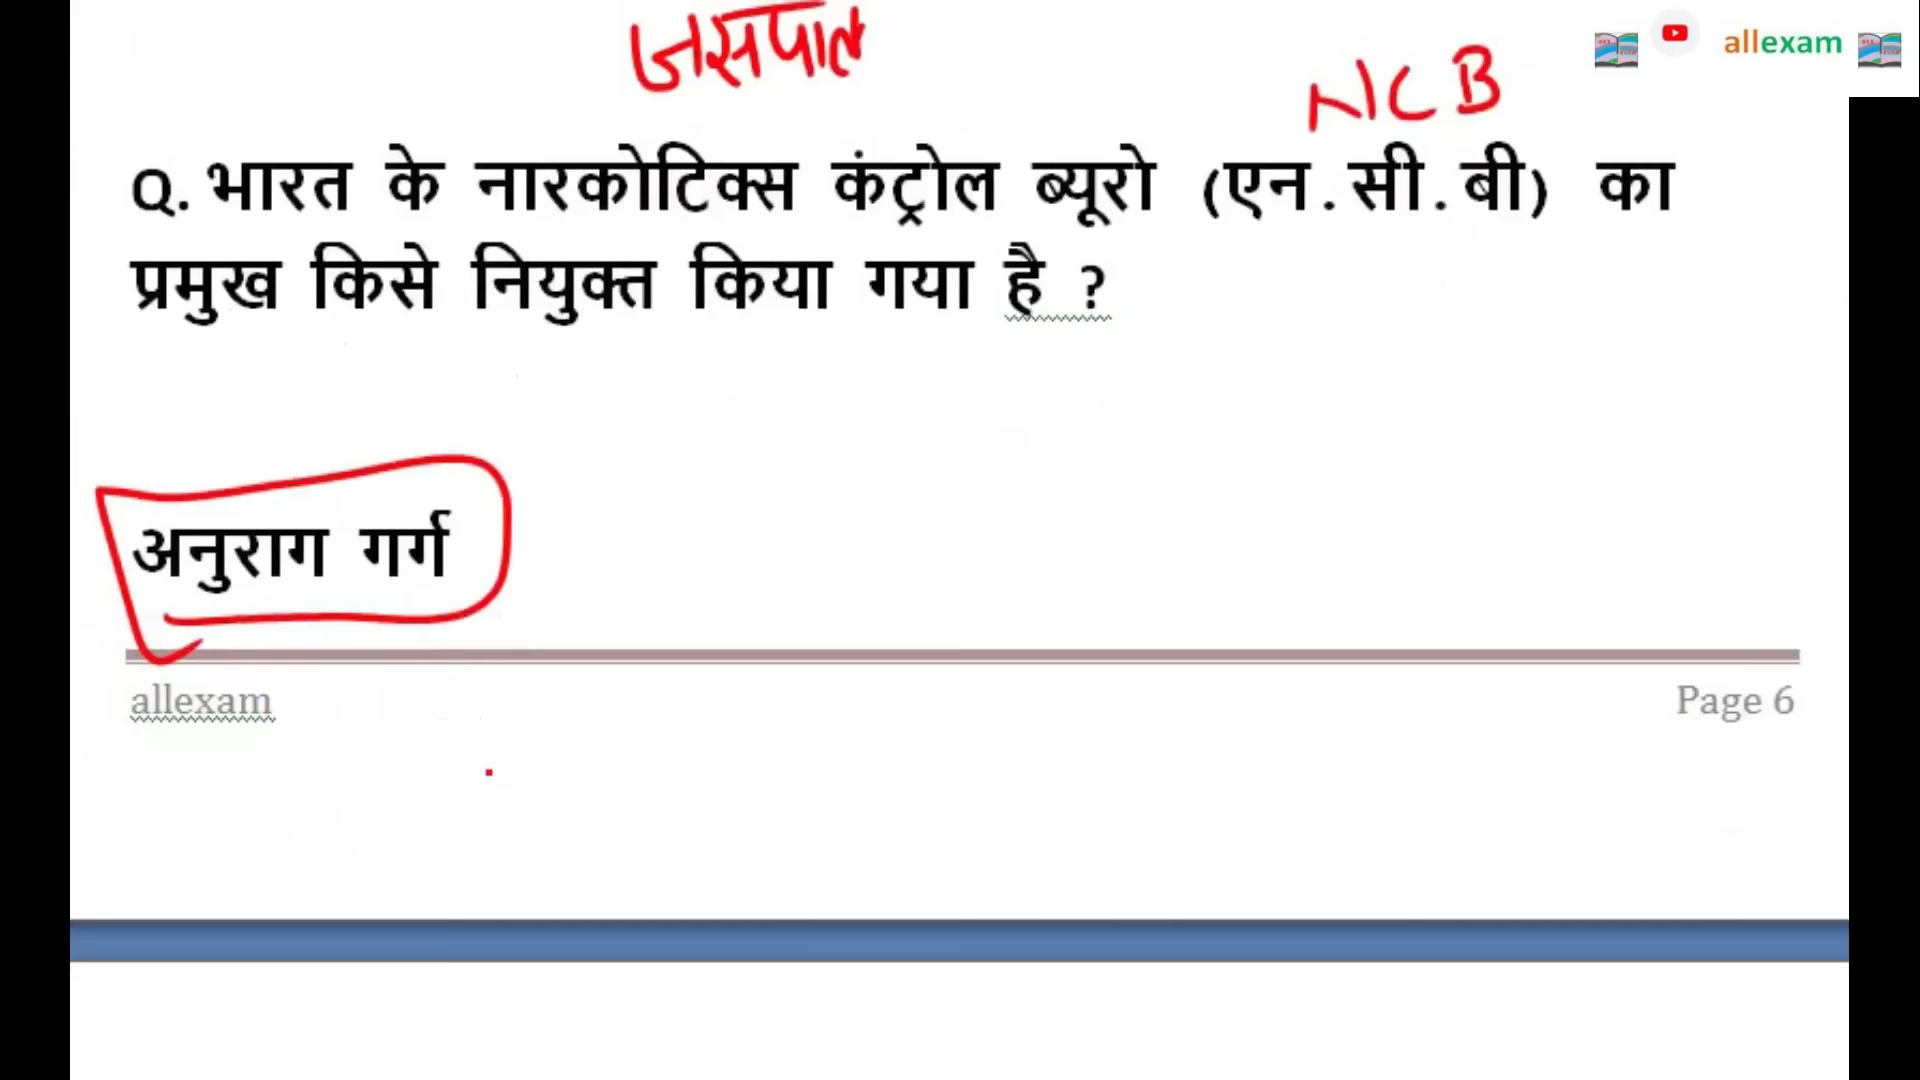 जसपाल
allexam
NCB
Q. भारत के नारकोटिक्स कंट्रोल ब्यूरो (एन.सी.बी) का
प्रमुख किसे नियुक्त किया गया है ?
अनुराग गर्ग
allexam
Page 6